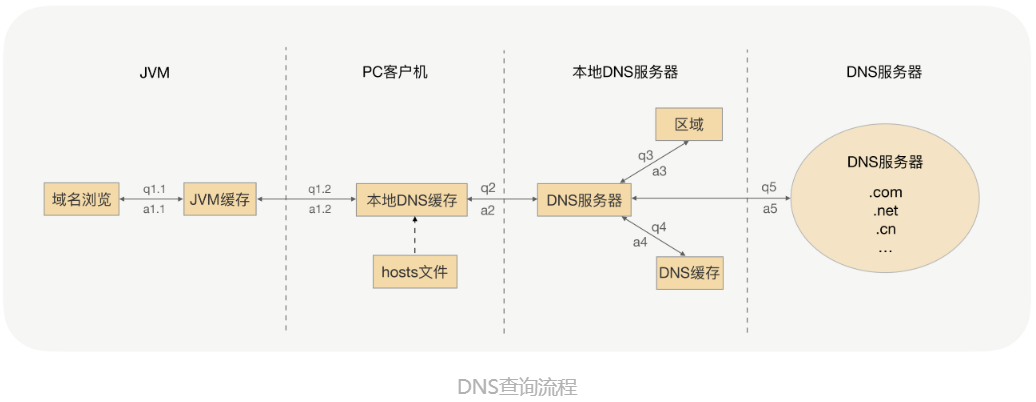 JVM
PC客户机
本地DNS服务器
DNS服务器
区域
q3
a3
域名浏览
q1.1
a1.1
JVM缓存
q1.2
a1.2
本地DNS缓存
q2
a2
DNS服务器
q5
a5
DNS服务器
.com
.net
.cn
...
q4
a4
hosts文件
DNS缓存
DNS查询流程